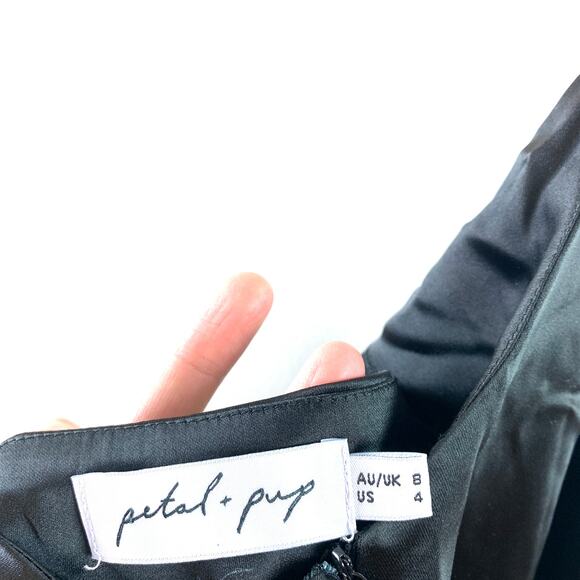 petal + pup
AU/UK 8
US 4